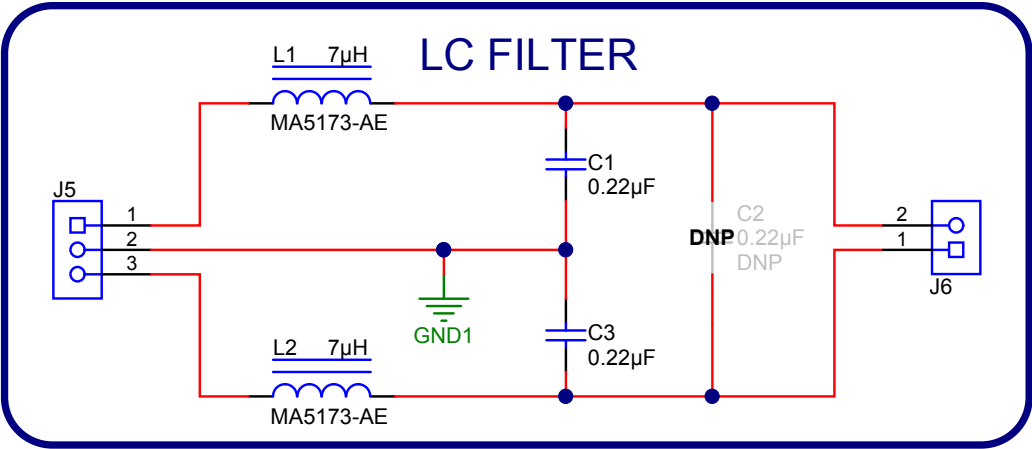 LC FILTER
L1 7µH
MA5173-AE
C1
0.22µF
J5
1
2
3
C2
DNP 0.22µF
DNP
2
1
J6
GND1
C3
0.22µF
L2 7µH
MA5173-AE